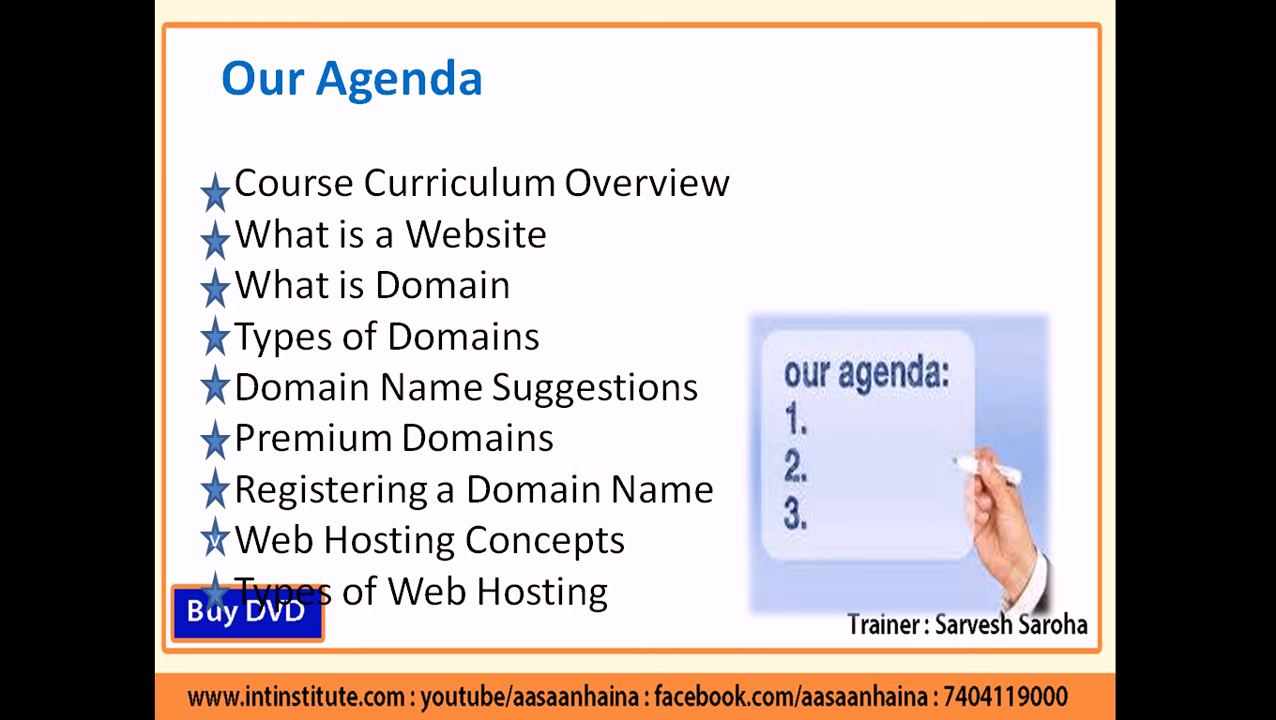 Our Agenda
Course Curriculum Overview
What is a Website
What is Domain
Types of Domains
Domain Name Suggestions
Premium Domains
Registering a Domain Name
v
Web Hosting Concepts
Types of Web Hosting
Buy DVD
our agenda:
1.
2.
3.
Trainer : Sarvesh Saroha
www.intinstitute.com : youtube/aasaanhaina : facebook.com/aasaanhaina : 7404119000